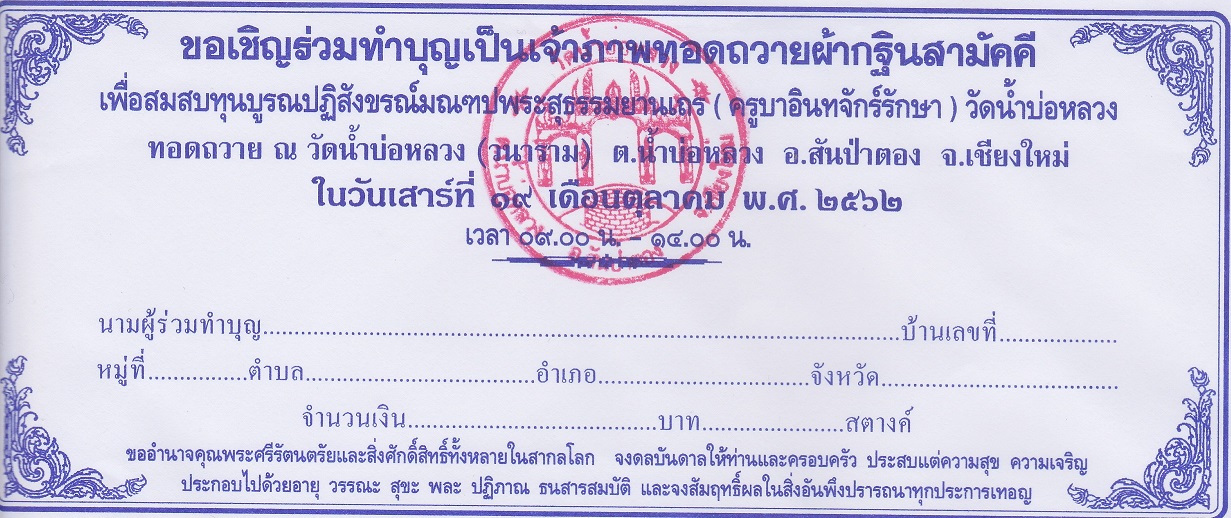 ขอเชิญร่วมทำบุญเป็นเจ้าภาพทอดถวายผ้ากฐินสามัคคี
เพื่อสมสบทุนบูรณปฏิสังขรณ์มณฑปพระสุธรรมยานเถร ( ครูบาอินทจักร์รักษา ) วัดน้ำบ่อหลวง
ทอดถวาย ณ วัดน้ำบ่อหลวง (วนาราม) ต.น้ำบ่อหลวง อ.สันป่าตอง จ.เชียงใหม่
ในวันเสาร์ที่ ๑๙ เดือนตุลาคม พ.ศ. ๒๕๖๒
เวลา ๐๙.๐๐ น. – ๑๔.๐๐ น.
นามผู้ร่วมทำบุญ.......................................บ้านเลขที่..................
หมู่ที่...............ตำบล...................................อำเภอ................................จังหวัด....................................
จำนวนเงิน......................................บาท......................สตางค์
ขออำนาจคุณพระศรีรัตนตรัยและสิ่งศักดิ์สิทธิ์ทั้งหลายในสากลโลก จงดลบันดาลให้ท่านและครอบครัว ประสบแต่ความสุข ความเจริญ
ประกอบไปด้วยอายุ วรรณะ สุขะ พละ ปฏิภาณ ธนสารสมบัติ และจงสัมฤทธิ์ผลในสิ่งอันพึงปรารถนาทุกประการเทอญ